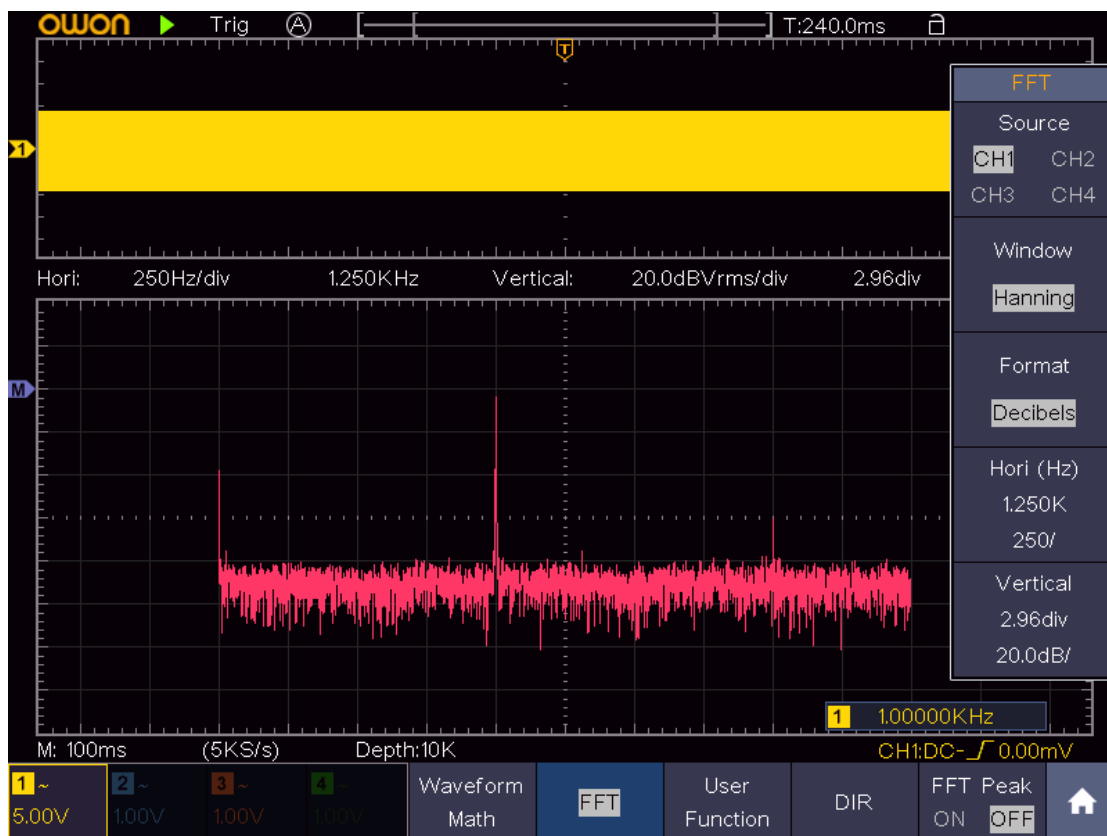 OWON Trig A T:240.0ms
T
FFT
Source
CH1 CH2
CH3 CH4
1
Window
Hanning
Hori: 250Hz/div 1.250KHz Vertical: 20.0dBVrms/div 2.96div
Format
Decibels
M
Hori (Hz)
1.250K
250/
Vertical
2.96div
20.0dB/
1 1.00000KHz
M: 100ms (5KS/s) Depth:10K CH1:DC- 0.00mV
1 ~ 2 ~ 3 ~ 4 ~
5.00V 1.00V 1.00V 1.00V
Waveform
Math
FFT
User
Function
DIR
FFT Peak
ON OFF